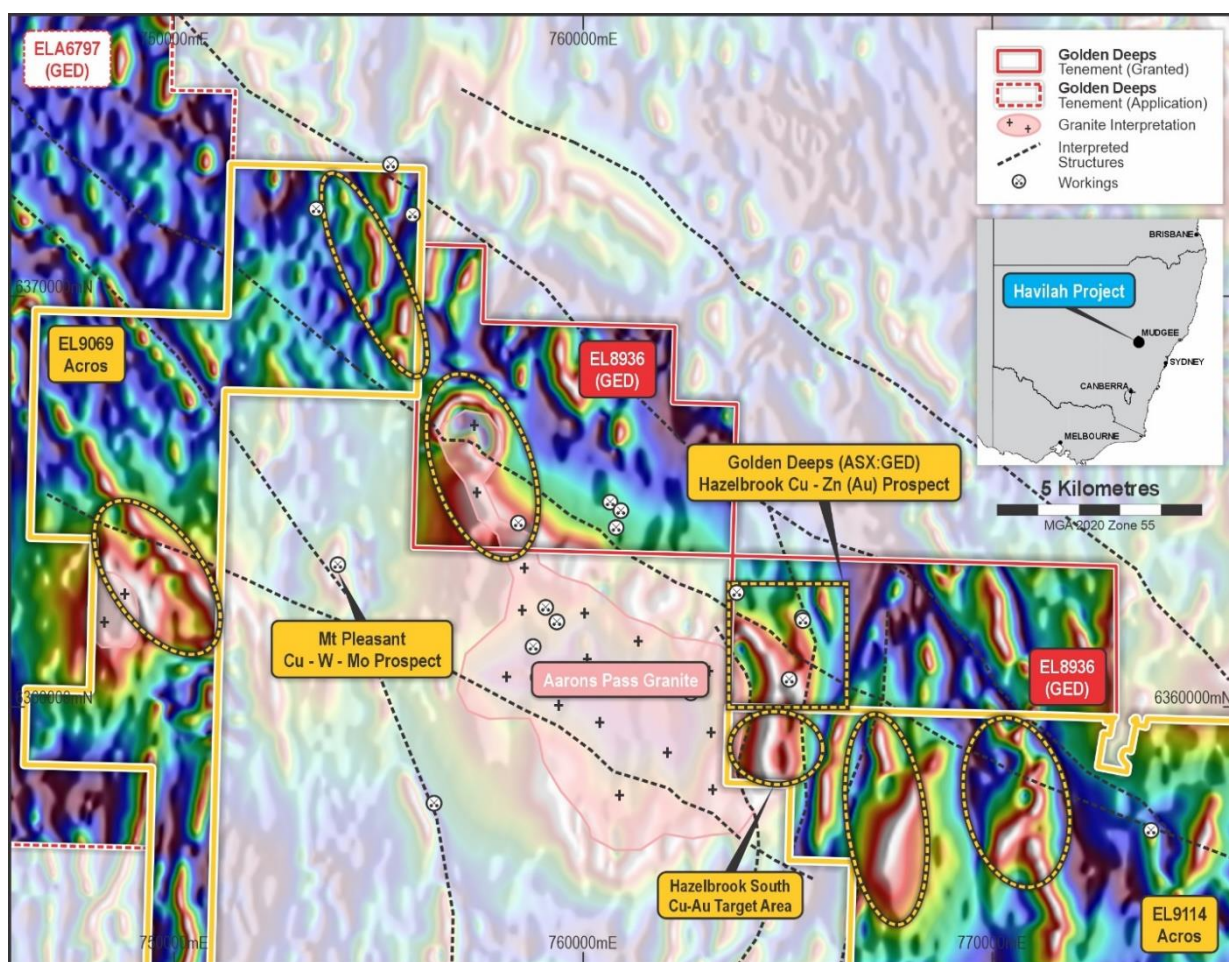 750000mE
760000mE
ELA6797
(GED)
Golden Deeps
Tenement (Granted)
Golden Deeps
Tenement (Application)
Granite Interpretation
Interpreted
Structures
Workings
BRISBANE
Havilah Project
MUDGEE
SYDNEY
CANBERRA
MELBOURNE
6370000mN
EL9069
Acros
EL8936
(GED)
Golden Deeps (ASX:GED)
Hazelbrook Cu - Zn (Au) Prospect
5 Kilometres
MGA 2020 Zone 55
Mt Pleasant
Cu - W - Mo Prospect
Aarons Pass Granite
EL8936
(GED)
6360000mN
6360000mN
Hazelbrook South
Cu-Au Target Area
EL9114
Acros
750000mE
760000mE
770000mE